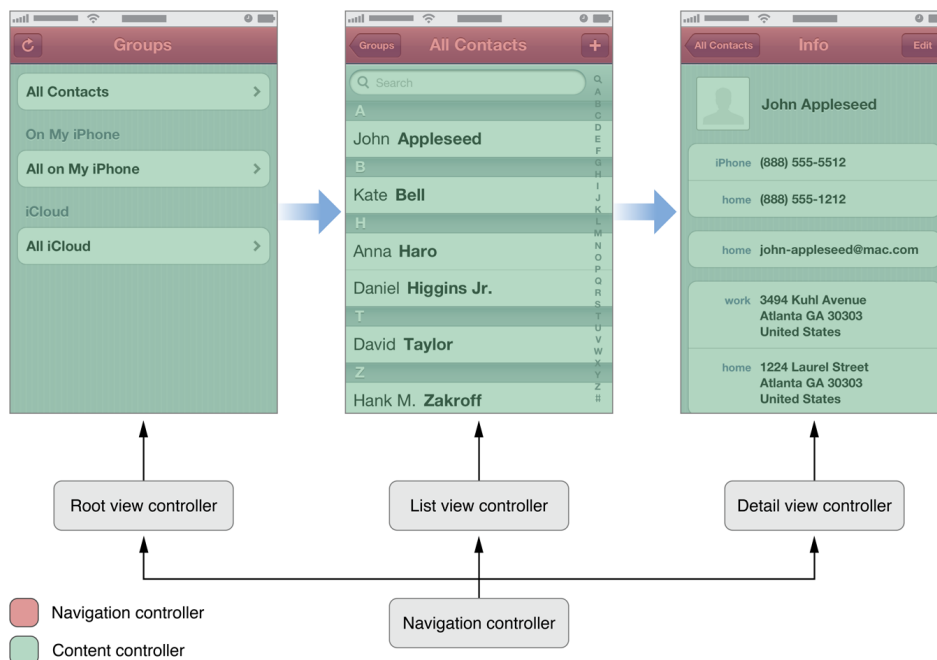 Groups
All Contacts
On My iPhone
All on My iPhone
iCloud
All iCloud
Groups
All Contacts
+
Search
A
John Appleseed
B
Kate Bell
H
Anna Haro
Daniel Higgins Jr.
T
David Taylor
Z
Hank M. Zakroff
A
B
C
D
E
F
G
H
I
J
K
L
M
N
O
P
Q
R
S
T
U
V
W
X
Y
Z
#
All Contacts
Info
Edit
John Appleseed
iPhone (888) 555-5512
home (888) 555-1212
home john-appleseed@mac.com
work 3494 Kuhl Avenue
Atlanta GA 30303
United States
home 1224 Laurel Street
Atlanta GA 30303
United States
Root view controller
List view controller
Detail view controller
Navigation controller
Navigation controller
Content controller